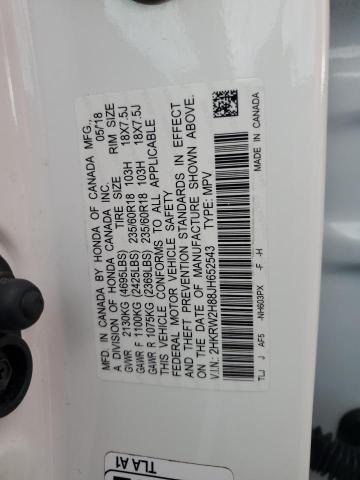 MFD. IN CANADA BY HONDA OF CANADA MFG.,
A DIVISION OF HONDA CANADA INC. 05/18
TIRE SIZE RIM SIZE
GVWR 2130KG (4695LBS)
GAWR F 1100KG (2425LBS) 235/60R18 103H 18X7.5J
GAWR R 1075KG (2369LBS) 235/60R18 103H 18X7.5J
THIS VEHICLE CONFORMS TO ALL APPLICABLE
FEDERAL MOTOR VEHICLE SAFETY STANDARDS IN EFFECT
AND THEFT PREVENTION STANDARDS IN EFFECT
ON THE DATE OF MANUFACTURE SHOWN ABOVE.
V.I.N: 2HKRW2H88JH652543 TYPE: MPV
TLJ J AF5 -NH603PX -F -H MADE IN CANADA
TLA A1